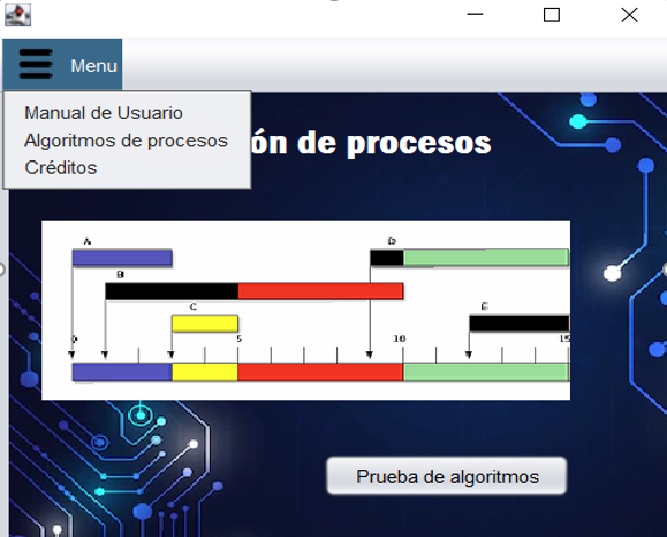 Menu
Manual de Usuario
Algoritmos de procesos
Créditos
ón de procesos
A
D
B
C
E
0
5
10
15
Prueba de algoritmos